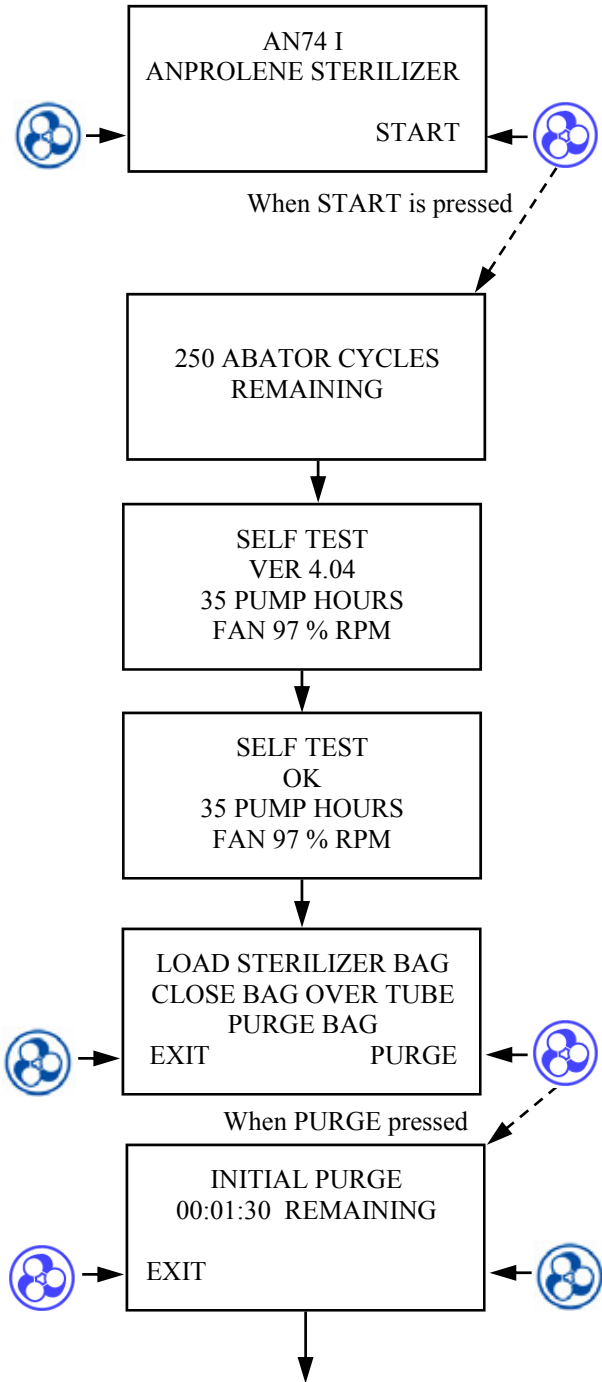 AN74 I
ANPROLENE STERILIZER
START
When START is pressed
250 ABATOR CYCLES
REMAINING
SELF TEST
VER 4.04
35 PUMP HOURS
FAN 97 % RPM
SELF TEST
OK
35 PUMP HOURS
FAN 97 % RPM
LOAD STERILIZER BAG
CLOSE BAG OVER TUBE
PURGE BAG
EXIT PURGE
When PURGE pressed
INITIAL PURGE
00:01:30 REMAINING
EXIT